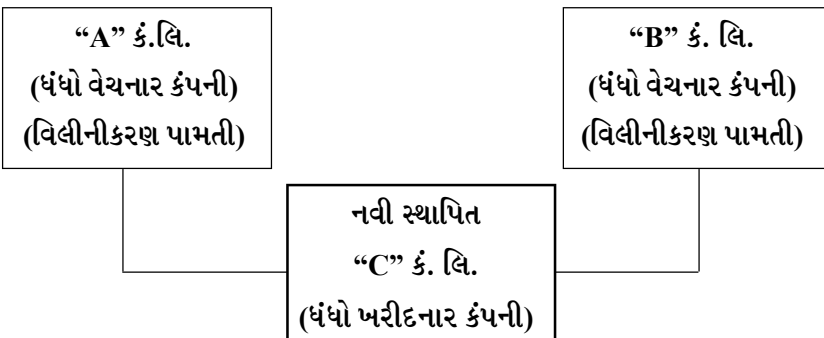 “A” કં.લિ.
(ધંધો વેચનાર કંપની)
(વિલીનીકરણ પામતી)
“B” કં. લિ.
(ધંધો વેચનાર કંપની)
(વિલીનીકરણ પામતી)
નવી સ્થાપિત
“C” કં. લિ.
(ધંધો ખરીદનાર કંપની)